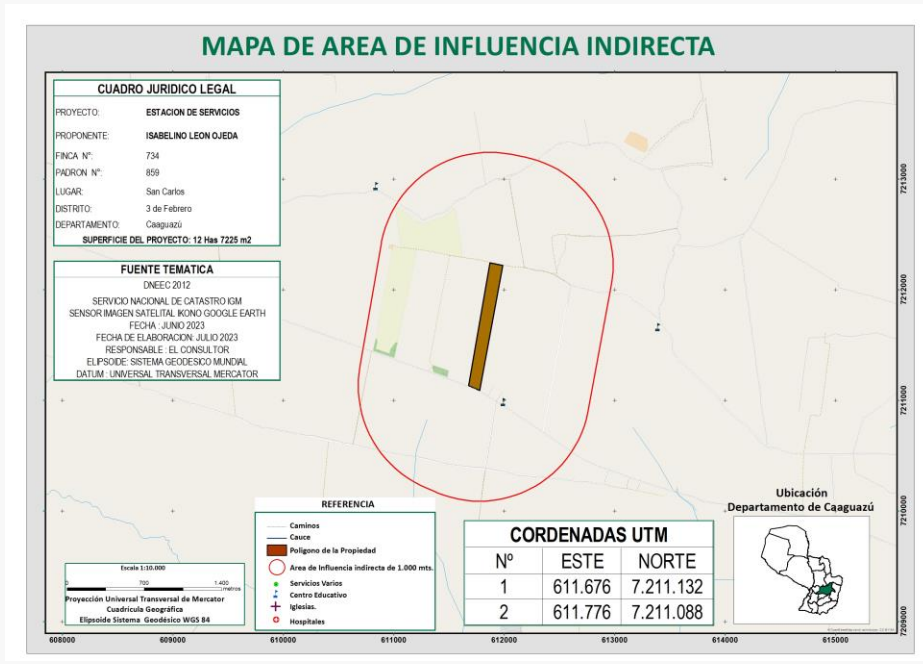 MAPA DE AREA DE INFLUENCIA INDIRECTA
CUADRO JURIDICO LEGAL
PROYECTO: ESTACION DE SERVICIOS
PROPONENTE: ISABELINO LEON OJEDA
FINCA Nº: 734
PADRON Nº: 859
LUGAR: San Carlos
DISTRITO: 3 de Febrero
DEPARTAMENTO: Caaguazú
SUPERFICIE DEL PROYECTO: 12 Has 7225 m2
FUENTE TEMATICA
DNEEC 2012
SERVICIO NACIONAL DE CATASTRO IGM
SENSOR IMAGEN SATELITAL IKONO GOOGLE EARTH
FECHA : JUNIO 2023
FECHA DE ELABORACION: JULIO 2023
RESPONSABLE : EL CONSULTOR
ELIPSOIDE: SISTEMA GEODESICO MUNDIAL
DATUM : UNIVERSAL TRANSVERSAL MERCATOR
7213000
7212000
7211000
7210000
7209000
Escala 1:10.000
0 700 1.400
metros
Proyección Universal Transversal de Mercator
Cuadrícula Geográfica
Elipsoide Sistema Geodésico WGS 84
REFERENCIA
Caminos
Cauce
Poligono de la Propiedad
Area de Influencia indirecta de 1.000 mts.
Servicios Varios
Centro Educativo
Iglesias.
Hospitales
CORDENADAS UTM
Nº ESTE NORTE
1 611.676 7.211.132
2 611.776 7.211.088
Ubicación
Departamento de Caaguazú
608000 609000 610000 611000 612000 613000 614000 615000